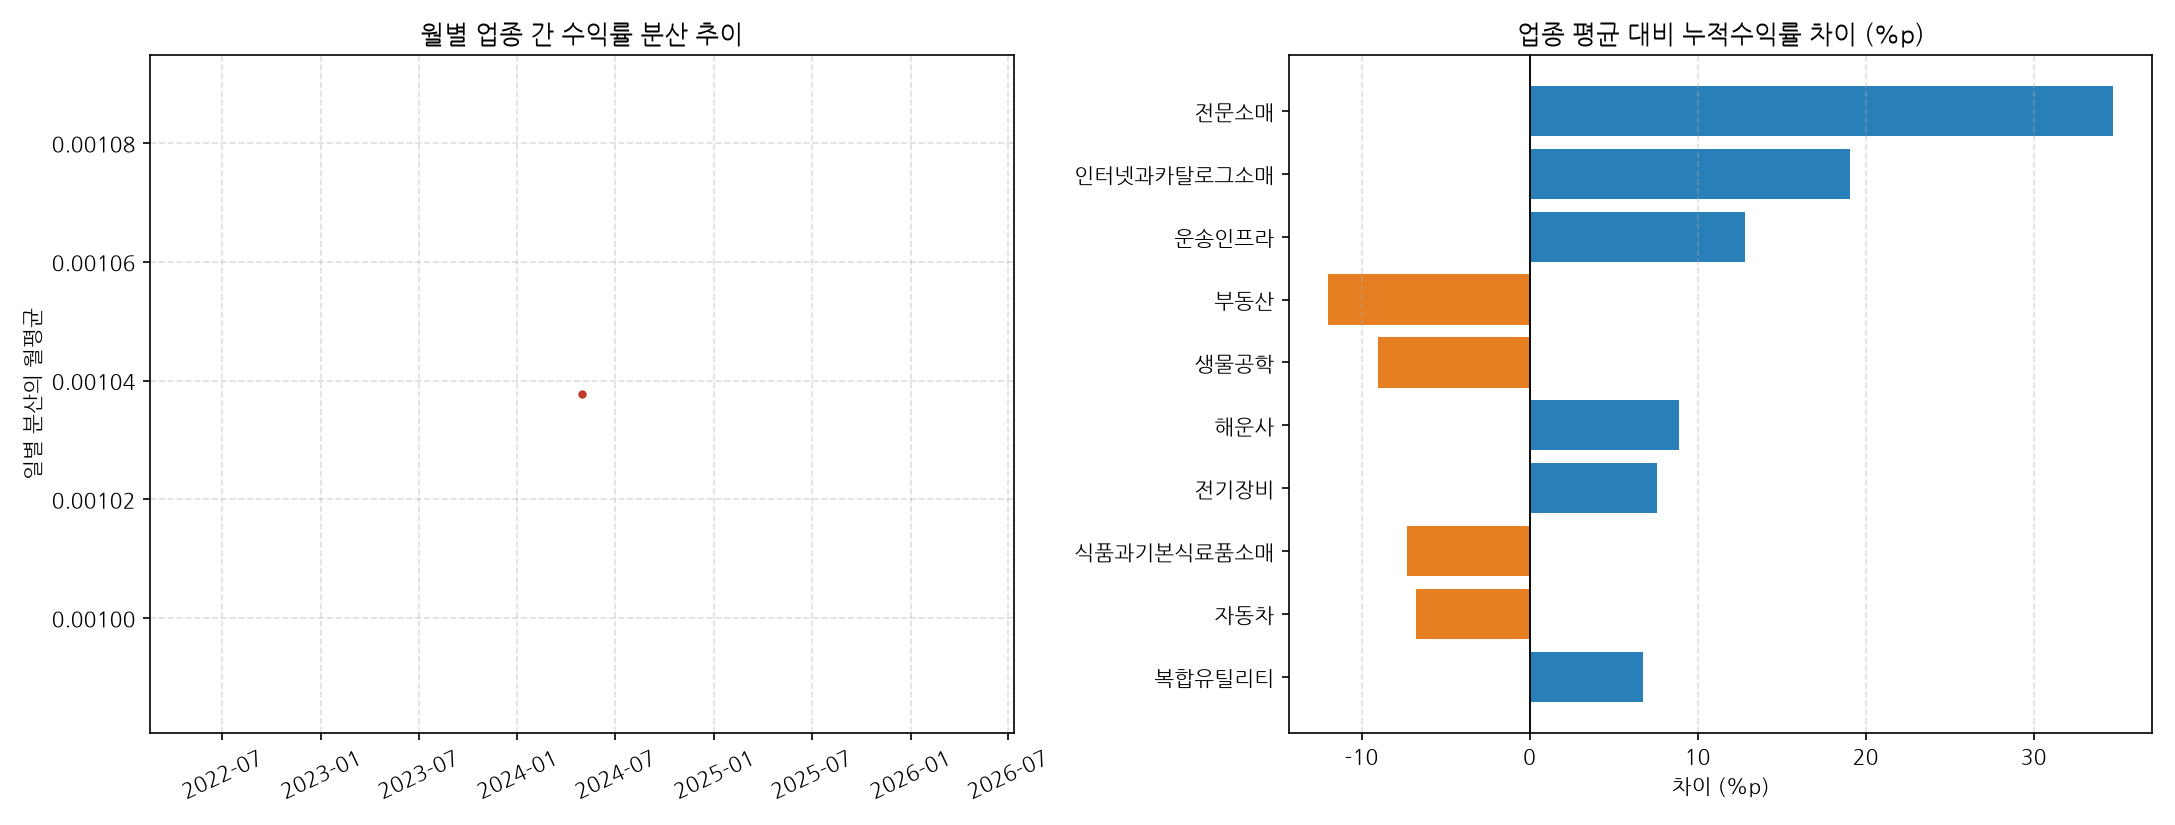 월별 업종 간 수익률 분산 추이
일별 분산의 월평균
0.00108
0.00106
0.00104
0.00102
0.00100
2022-07
2023-01
2023-07
2024-01
2024-07
2025-01
2025-07
2026-01
2026-07
업종 평균 대비 누적수익률 차이 (%p)
전문소매
인터넷과카탈로그소매
운송인프라
부동산
생물공학
해운사
전기장비
식품과기본식료품소매
자동차
복합유틸리티
-10
0
10
20
30
차이 (%p)